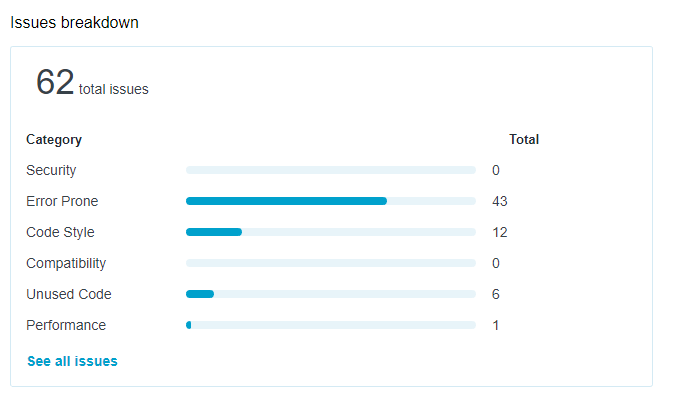 Issues breakdown
62 total issues
Category Total
Security 0
Error Prone 43
Code Style 12
Compatibility 0
Unused Code 6
Performance 1
See all issues